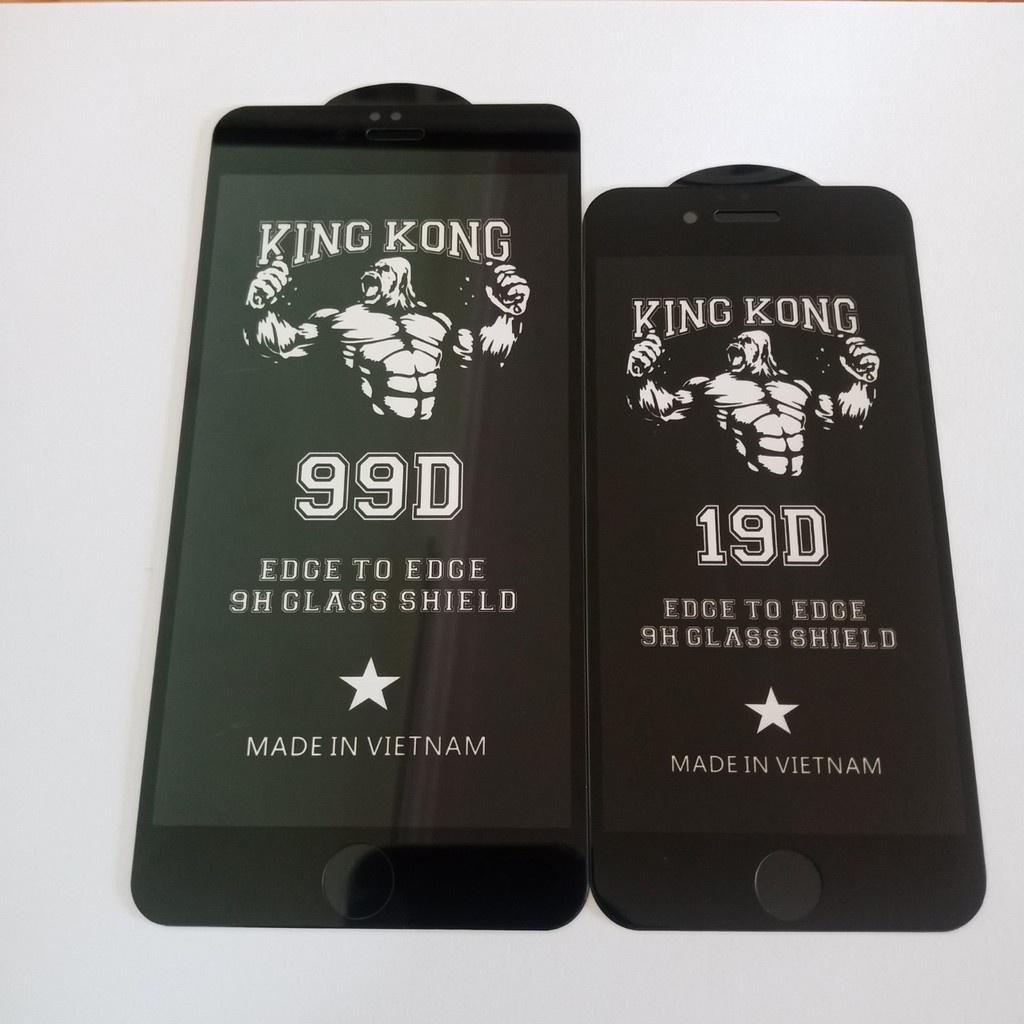 KING KONG
99D
EDGE TO EDGE
9H GLASS SHIELD
MADE IN VIETNAM
KING KONG
19D
EDGE TO EDGE
9H GLASS SHIELD
MADE IN VIETNAM